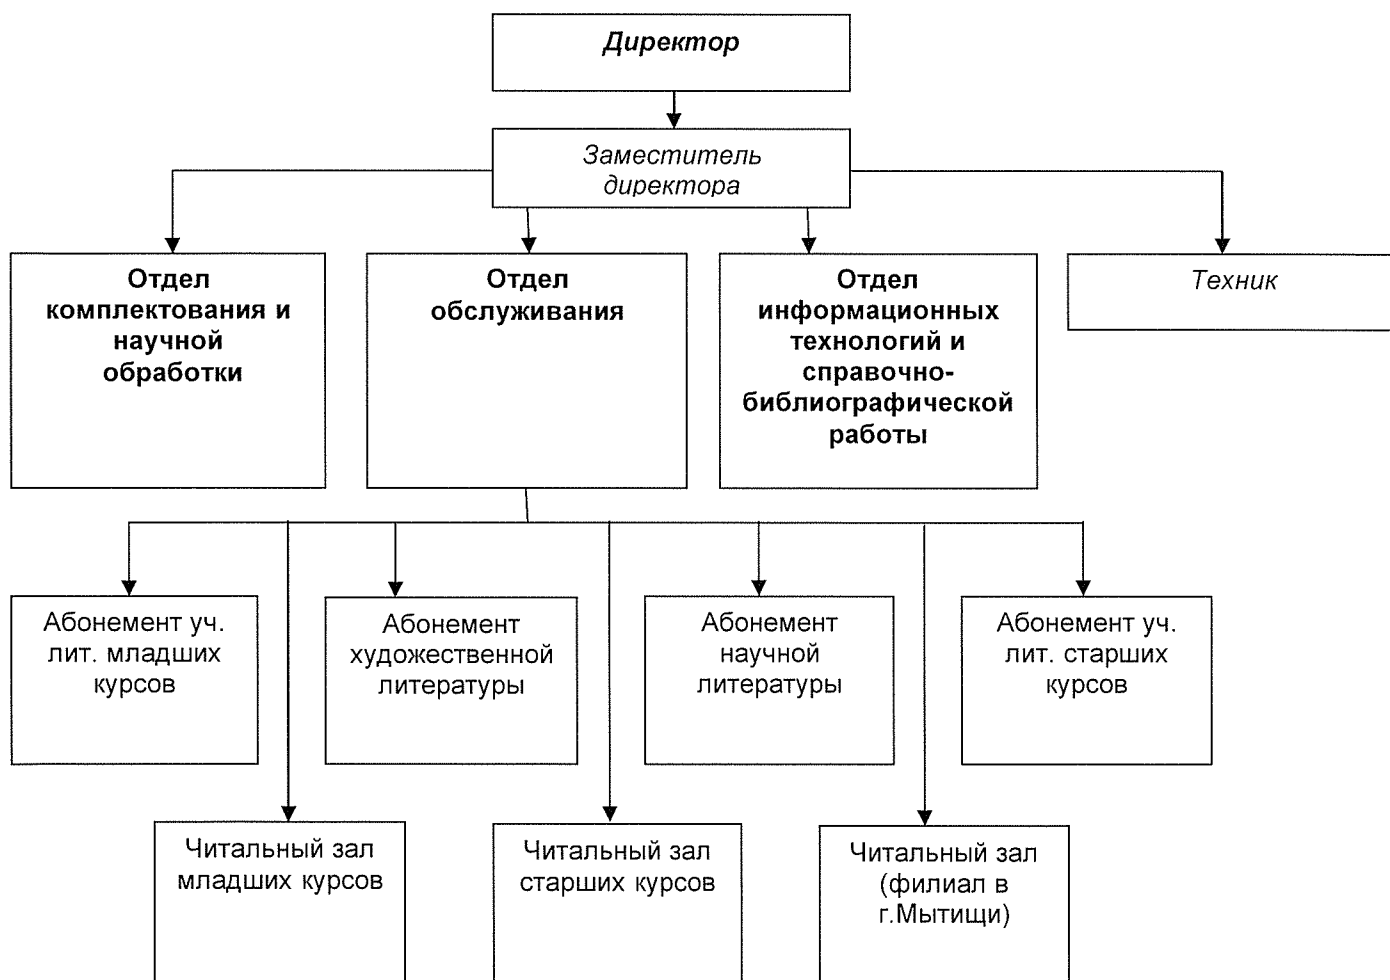 Директор
Заместитель
директора
Отдел
комплектования и
научной
обработки
Отдел
обслуживания
Отдел
информационных
технологий и
справочно-
библиографической
работы
Техник
Абонемент уч.
лит. младших
курсов
Абонемент
художественной
литературы
Абонемент
научной
литературы
Абонемент уч.
лит. старших
курсов
Читальный зал
младших курсов
Читальный зал
старших курсов
Читальный зал
(филиал в
г.Мытищи)